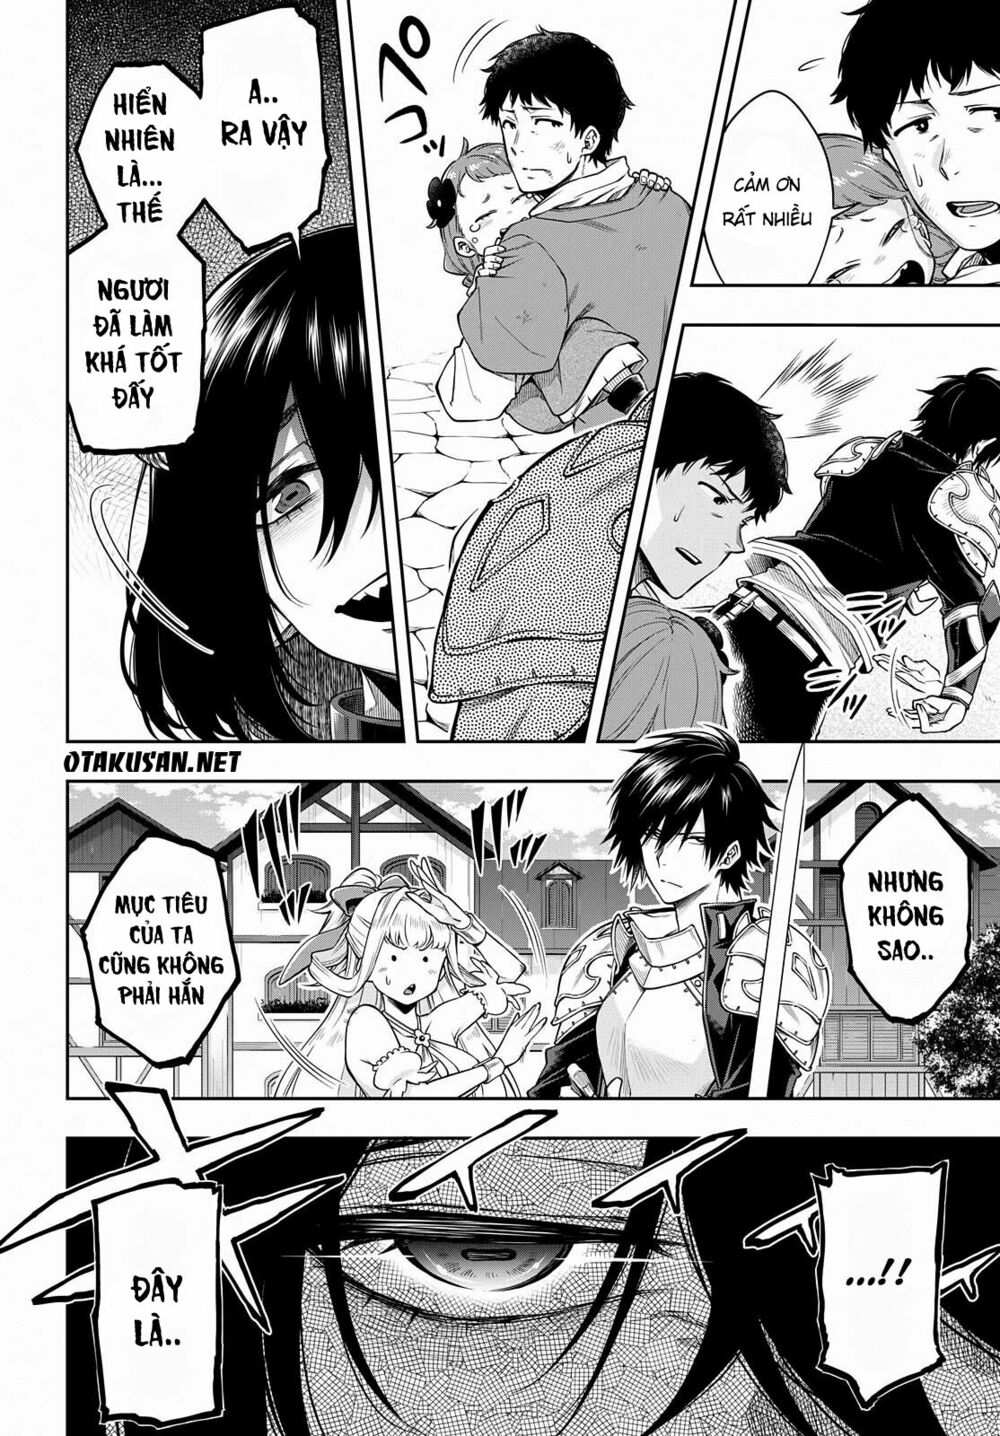 CẢM ƠN
RẤT NHIỀU
ペコッ
A..
RA VẬY
HIỂN
NHIÊN
LÀ...
THẾ
NGƯƠI
ĐÃ LÀM
KHÁ TỐT
ĐẤY
OTAKUSAN.NET
NHƯNG
KHÔNG
SAO..
MỤC TIÊU
CỦA TA
CŨNG KHÔNG
PHẢI HẮN
...!!
ĐÂY
LÀ..